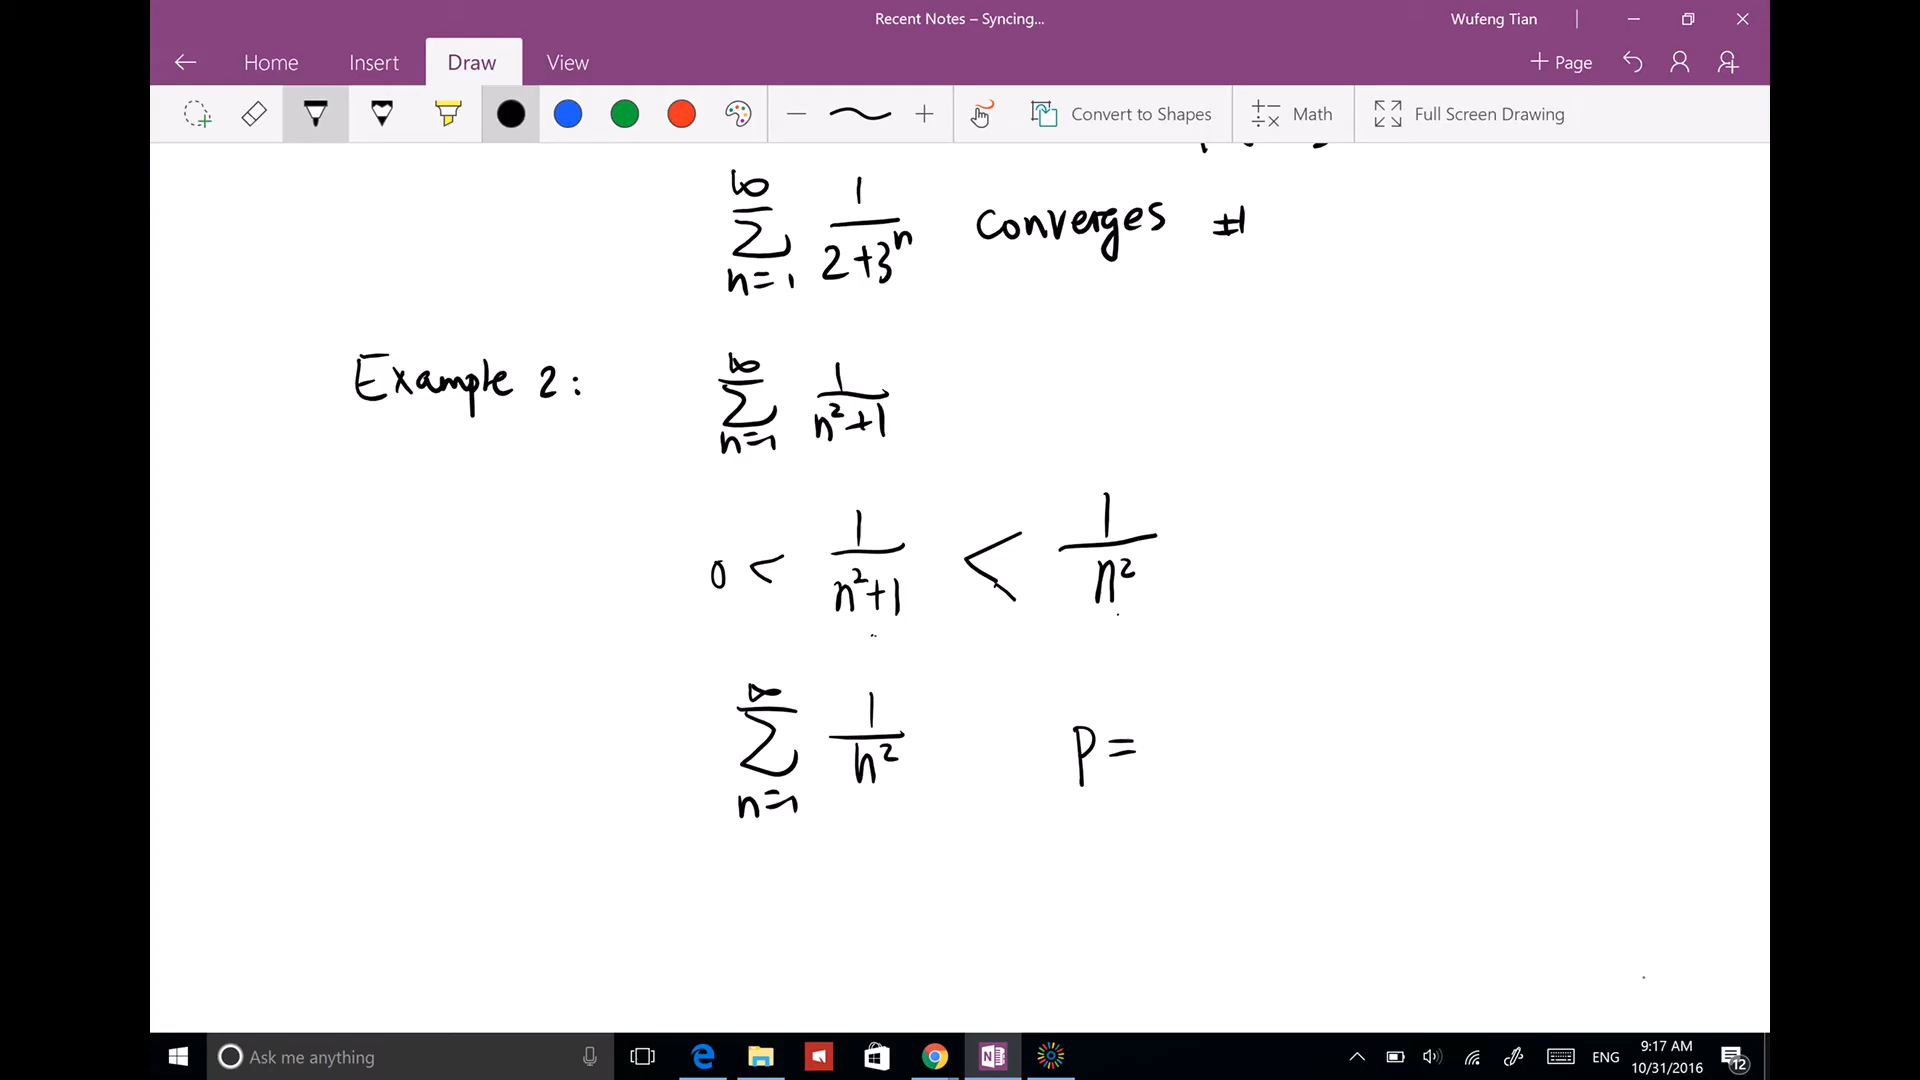 Recent Notes – Syncing...
Wufeng Tian
Home Insert Draw View
Page
Convert to Shapes Math Full Screen Drawing
∞
∑ 1/(2+3^n) Converges #
n=1
Example 2:
∞
∑ 1/(n²+1)
n=1
0 < 1/(n²+1) < 1/n²
∞
∑ 1/n² P=
n=1
Ask me anything
ENG
9:17 AM
10/31/2016
12